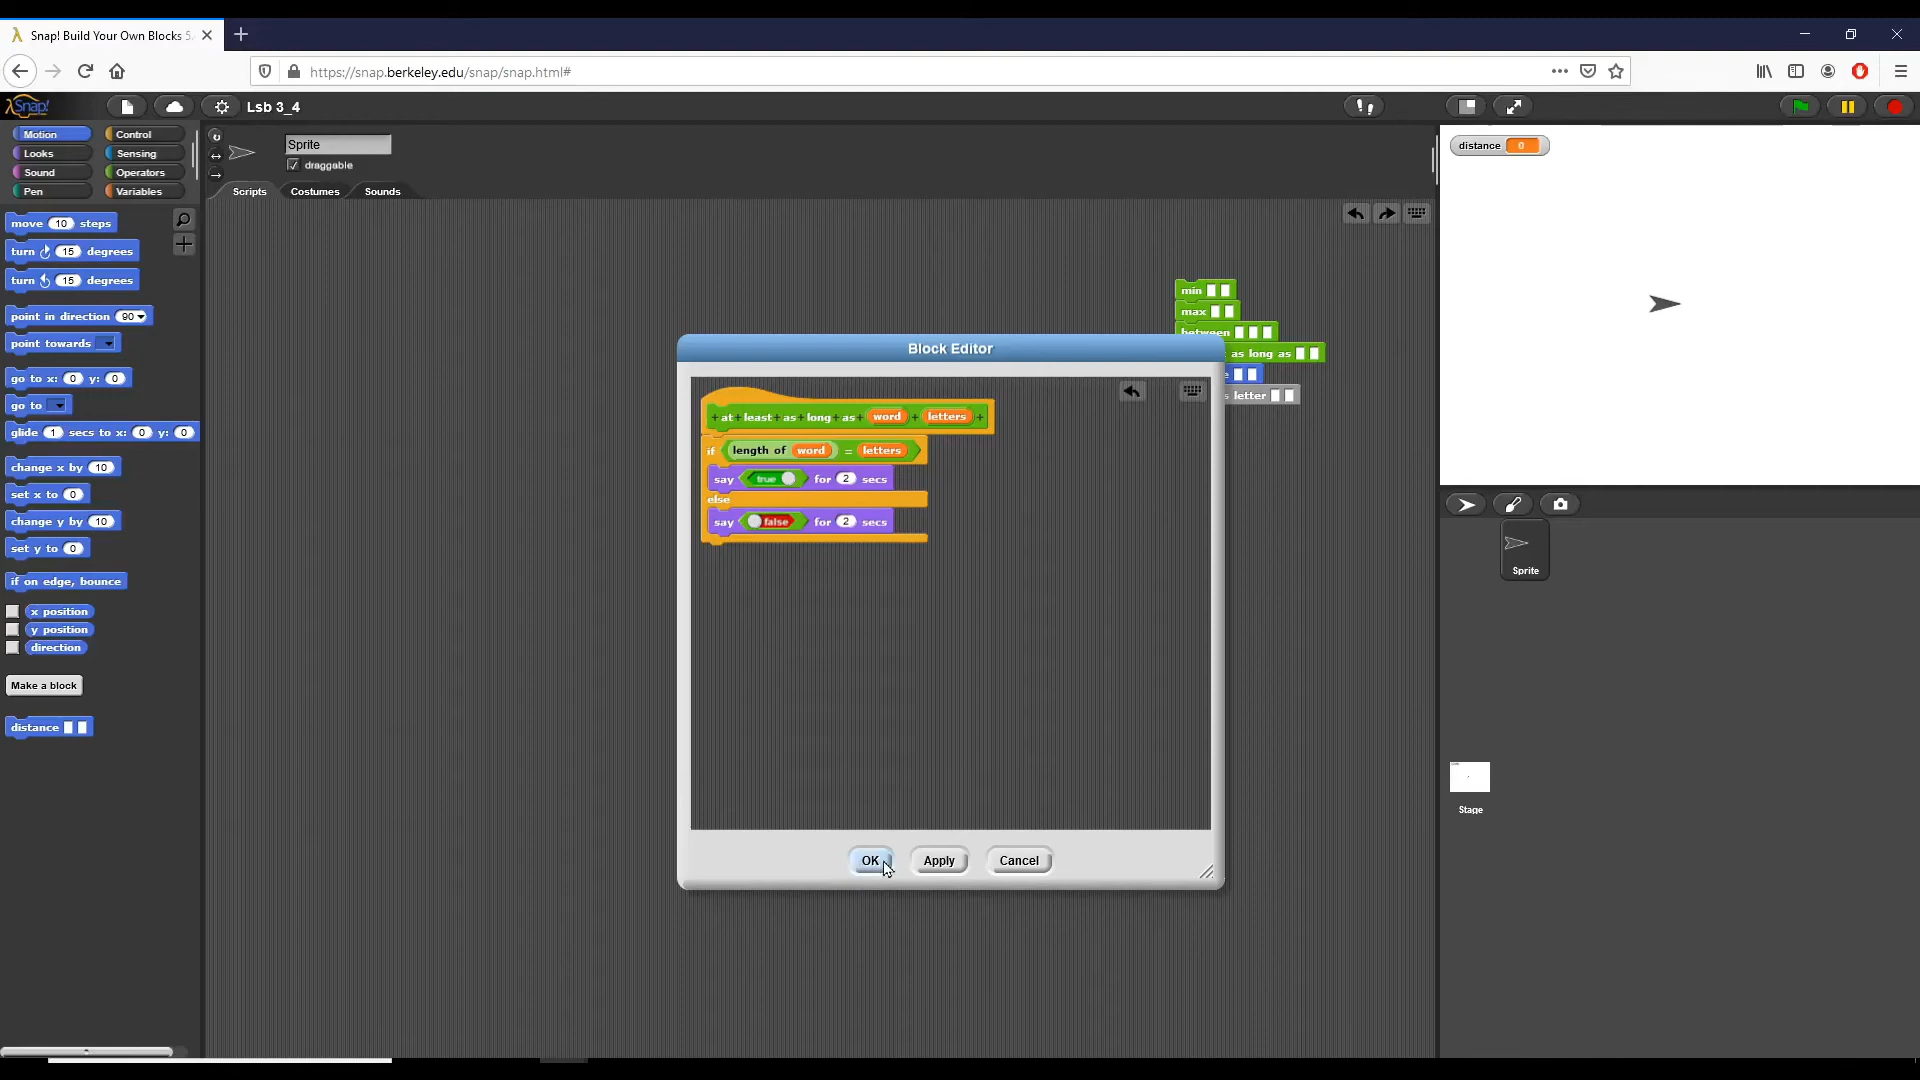 Snap! Build Your Own Blocks 5.
https://snap.berkeley.edu/snap/snap.html#
Snap!
Lsb 3_4
Motion Control
Looks Sensing
Sound Operators
Pen Variables
Sprite
draggable
Scripts Costumes Sounds
move 10 steps
turn 15 degrees
turn 15 degrees
point in direction 90
point towards
go to x: 0 y: 0
go to
glide 1 secs to x: 0 y: 0
change x by 10
set x to 0
change y by 10
set y to 0
if on edge, bounce
x position
y position
direction
Make a block
distance
min
max
between
as long as
letter
Block Editor
+ at + least + as + long + as + word + letters +
if length of word = letters
say true for 2 secs
else
say false for 2 secs
OK Apply Cancel
distance 0
Sprite
Stage